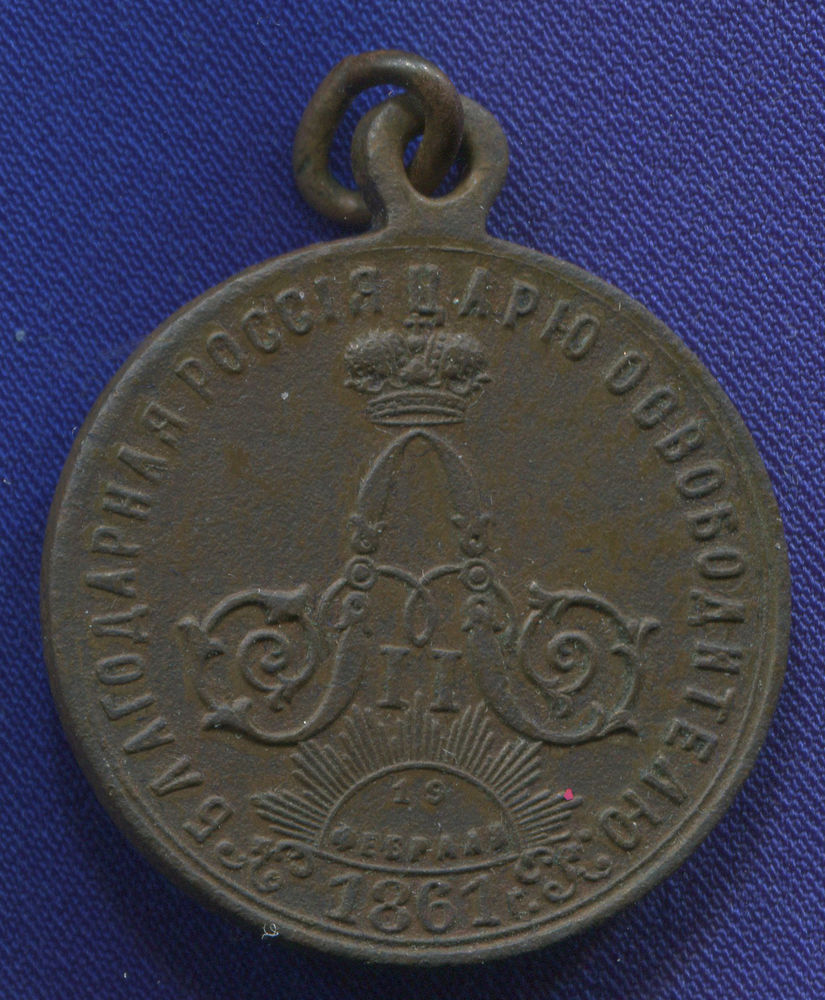 БЛАГОДАРНАЯ РОССІЯ ЦАРЮ ОСВОБОДИТЕЛЮ
II
19
ФЕВРАЛЯ
1861 г.